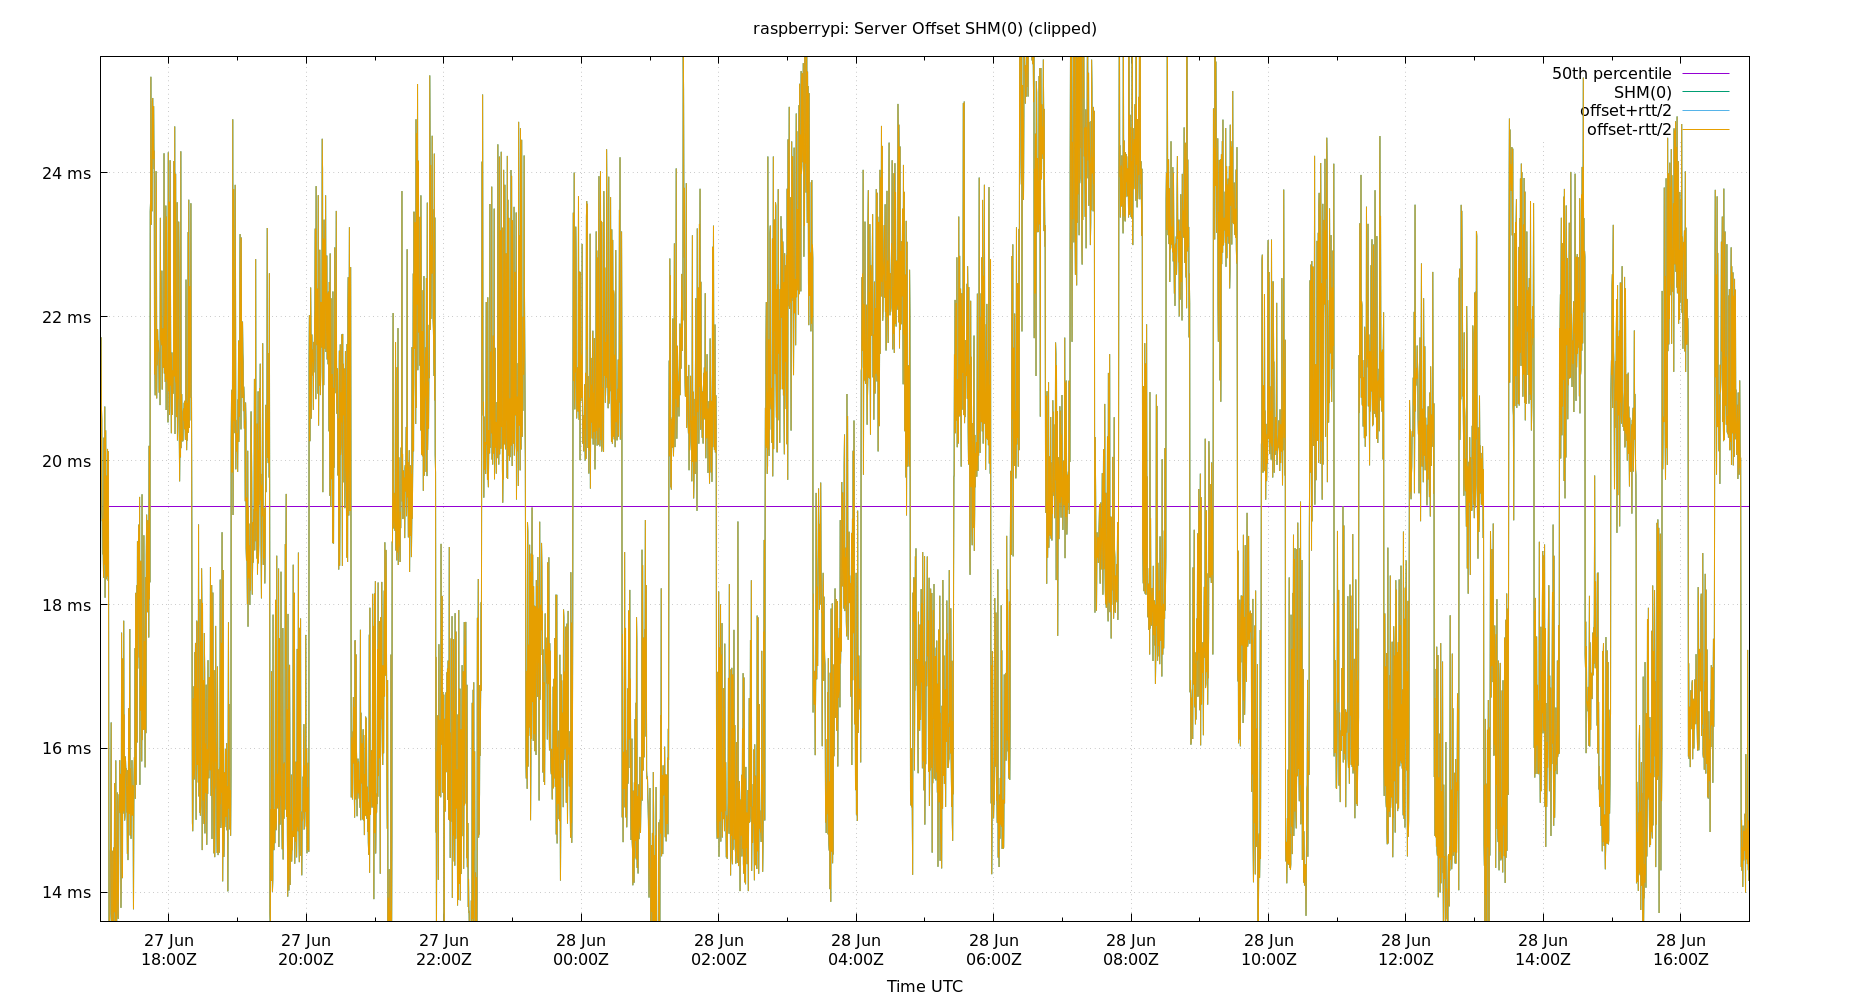 raspberrypi: Server Offset SHM(0) (clipped)
50th percentile
SHM(0)
offset+rtt/2
offset-rtt/2
24 ms
22 ms
20 ms
18 ms
16 ms
14 ms
27 Jun 27 Jun 27 Jun 28 Jun 28 Jun 28 Jun 28 Jun 28 Jun 28 Jun 28 Jun 28 Jun 28 Jun
18:00Z 20:00Z 22:00Z 00:00Z 02:00Z 04:00Z 06:00Z 08:00Z 10:00Z 12:00Z 14:00Z 16:00Z
Time UTC